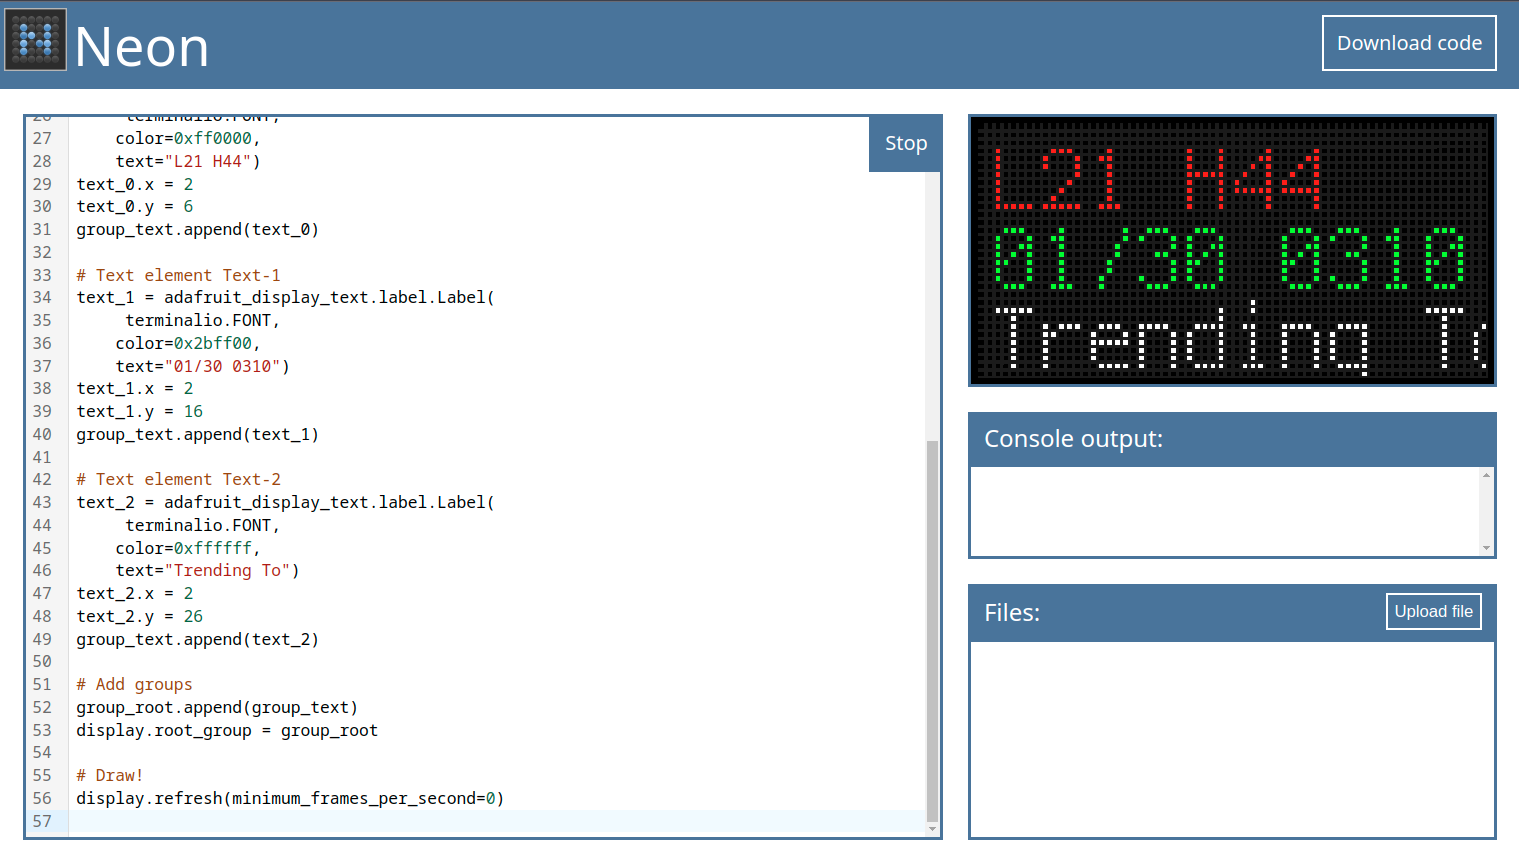 Neon
Download code
26 terminalio.FONT,
27 color=0xff0000,
28 text="L21 H44")
29 text_0.x = 2
30 text_0.y = 6
31 group_text.append(text_0)
32
33 # Text element Text-1
34 text_1 = adafruit_display_text.label.Label(
35 terminalio.FONT,
36 color=0x2bff00,
37 text="01/30 0310")
38 text_1.x = 2
39 text_1.y = 16
40 group_text.append(text_1)
41
42 # Text element Text-2
43 text_2 = adafruit_display_text.label.Label(
44 terminalio.FONT,
45 color=0xffffff,
46 text="Trending To")
47 text_2.x = 2
48 text_2.y = 26
49 group_text.append(text_2)
50
51 # Add groups
52 group_root.append(group_text)
53 display.root_group = group_root
54
55 # Draw!
56 display.refresh(minimum_frames_per_second=0)
57
Stop
L21 H44
01/30 0310
Trending To
Console output:
Files:
Upload file